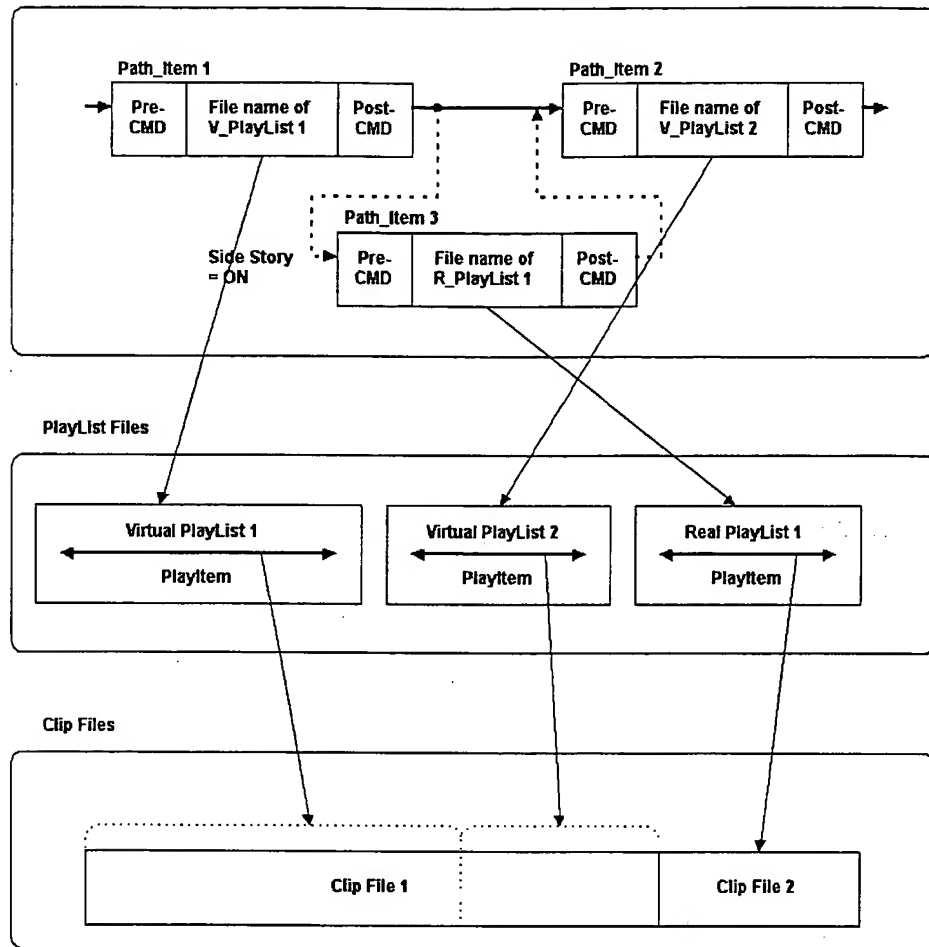 Path_Item 1
Path_Item 2
Pre-
CMD
File name of
V_PlayList 1
Post-
CMD
Pre-
CMD
File name of
V_PlayList 2
Post-
CMD
Path_Item 3
Side Story
= ON
Pre-
CMD
File name of
R_PlayList 1
Post-
CMD
PlayList Files
Virtual PlayList 1
PlayItem
Virtual PlayList 2
PlayItem
Real PlayList 1
PlayItem
Clip Files
Clip File 1
Clip File 2